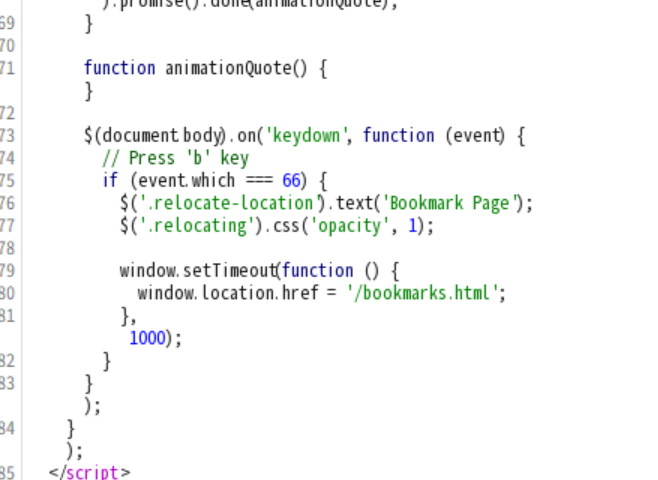 ).promise().done(animationQuote);
69 }
70
71 function animationQuote() {
}
72
73 $(document.body).on('keydown', function (event) {
74 // Press 'b' key
75 if (event.which === 66) {
76 $('.relocate-location').text('Bookmark Page');
77 $('.relocating').css('opacity', 1);
78
79 window.setTimeout(function () {
80 window.location.href = '/bookmarks.html';
81 },
1000);
82 }
83 }
);
84 }
);
85 </script>